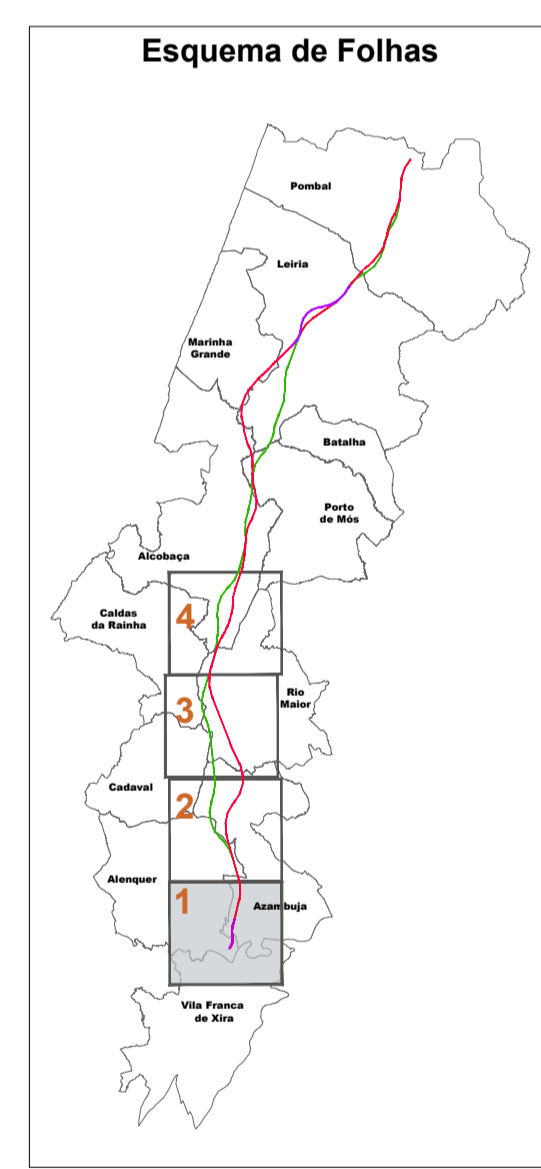 Esquema de Folhas
Pombal
Leiria
Marinha
Grande
Batalha
Porto
de Mós
Alcobaça
Caldas
da Rainha
4
Rio
Maior
3
Cadaval
2
Alenquer
1
Azambuja
Vila Franca
de Xira